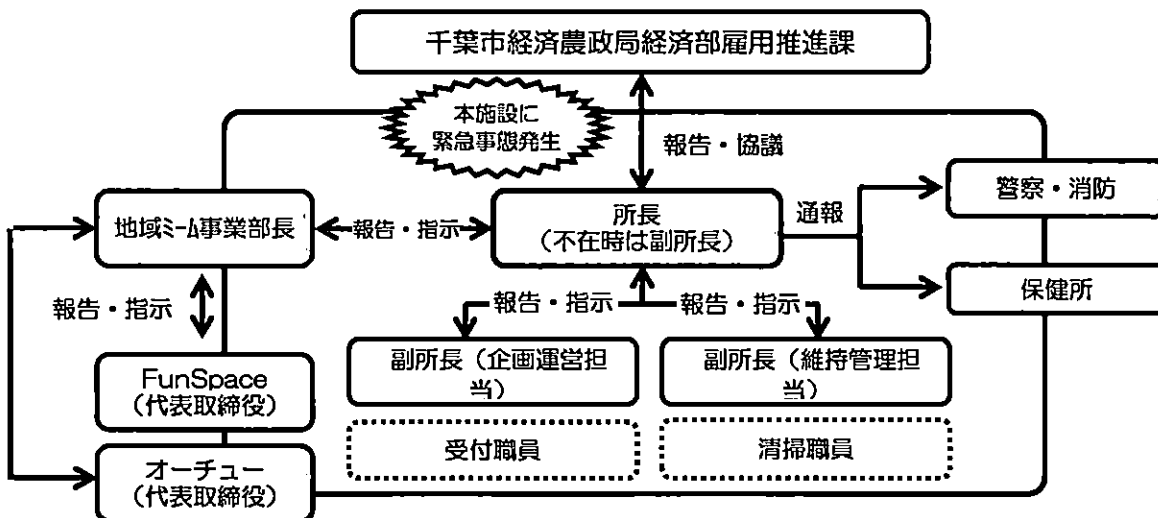 千葉市経済農政局経済部雇用推進課
本施設に
緊急事態発生
報告・協議
地域ミーム事業部長
報告・指示
所長
（不在時は副所長）
通報
警察・消防
保健所
報告・指示
報告・指示
報告・指示
副所長（企画運営担
当）
副所長（維持管理担
当）
FunSpace
（代表取締役）
受付職員
清掃職員
オーチュー
（代表取締役）